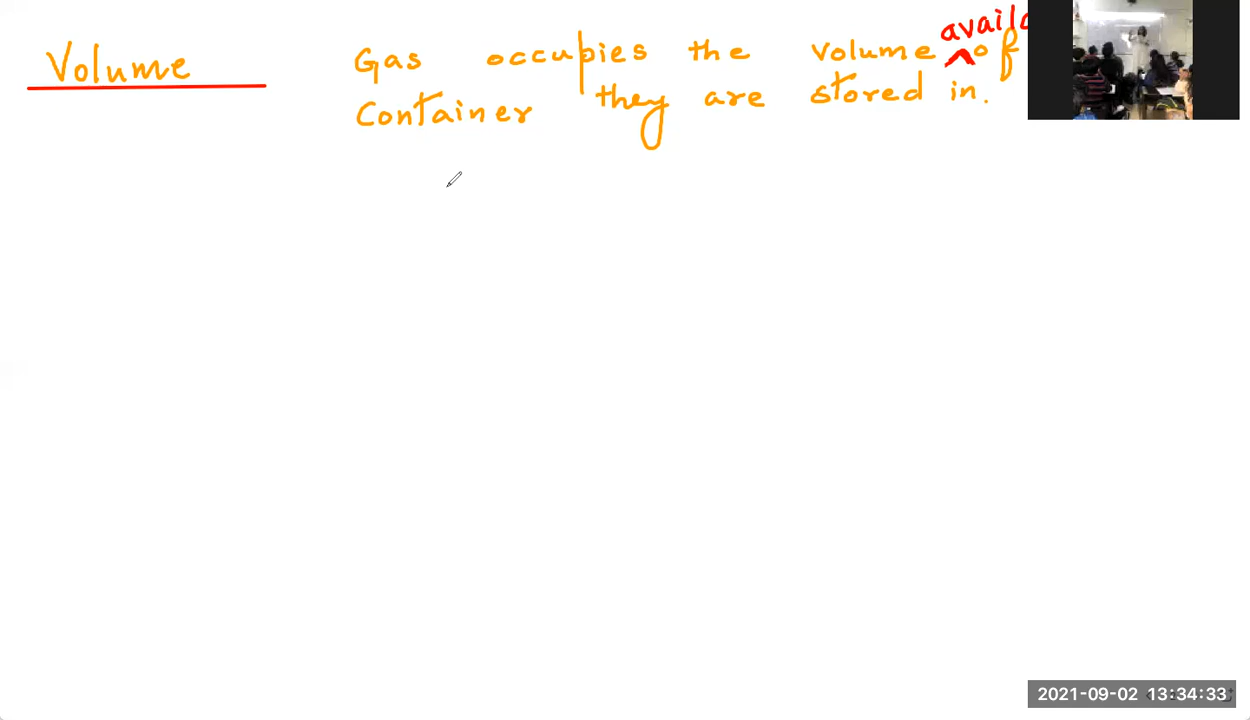 Volume
Gas occupies the volume of
Container they are stored in.
2021-09-02 13:34:33